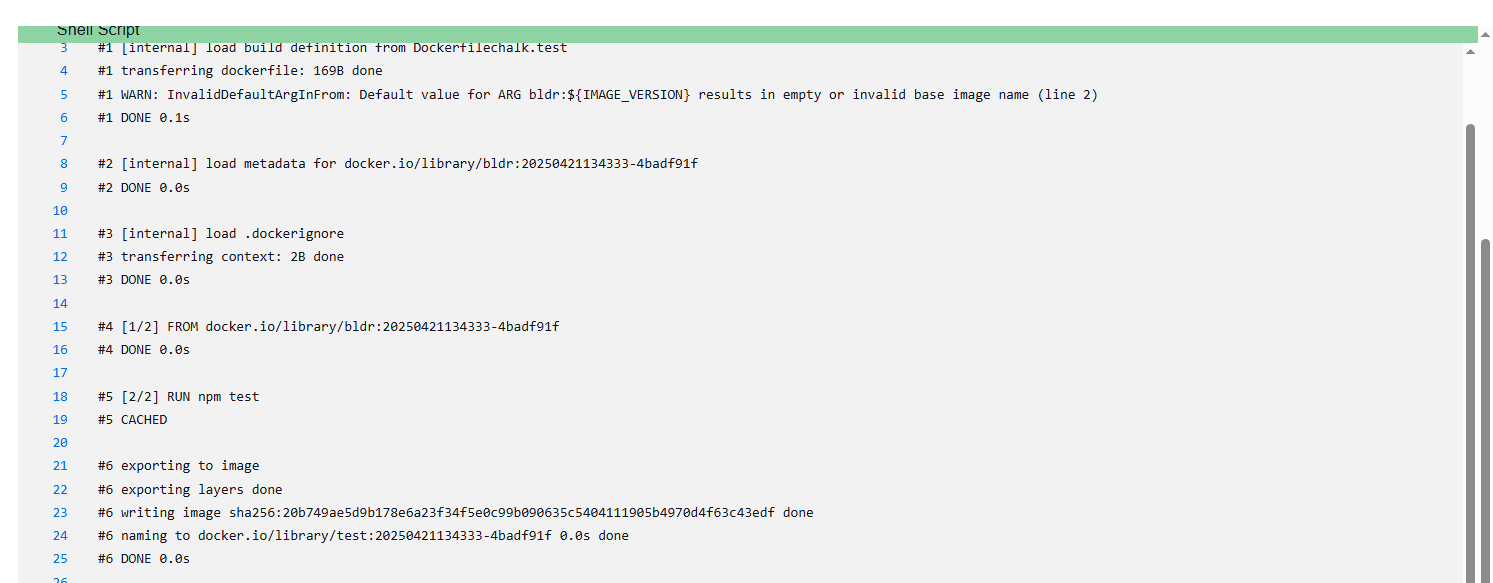 Shell Script
3 #1 [internal] load build definition from Dockerfilechalk.test
4 #1 transferring dockerfile: 169B done
5 #1 WARN: InvalidDefaultArgInFrom: Default value for ARG bldr:${IMAGE_VERSION} results in empty or invalid base image name (line 2)
6 #1 DONE 0.1s
7
8 #2 [internal] load metadata for docker.io/library/bldr:20250421134333-4badf91f
9 #2 DONE 0.0s
10
11 #3 [internal] load .dockerignore
12 #3 transferring context: 2B done
13 #3 DONE 0.0s
14
15 #4 [1/2] FROM docker.io/library/bldr:20250421134333-4badf91f
16 #4 DONE 0.0s
17
18 #5 [2/2] RUN npm test
19 #5 CACHED
20
21 #6 exporting to image
22 #6 exporting layers done
23 #6 writing image sha256:20b749ae5d9b178e6a23f34f5e0c99b090635c5404111905b4970d4f63c43edf done
24 #6 naming to docker.io/library/test:20250421134333-4badf91f 0.0s done
25 #6 DONE 0.0s
26